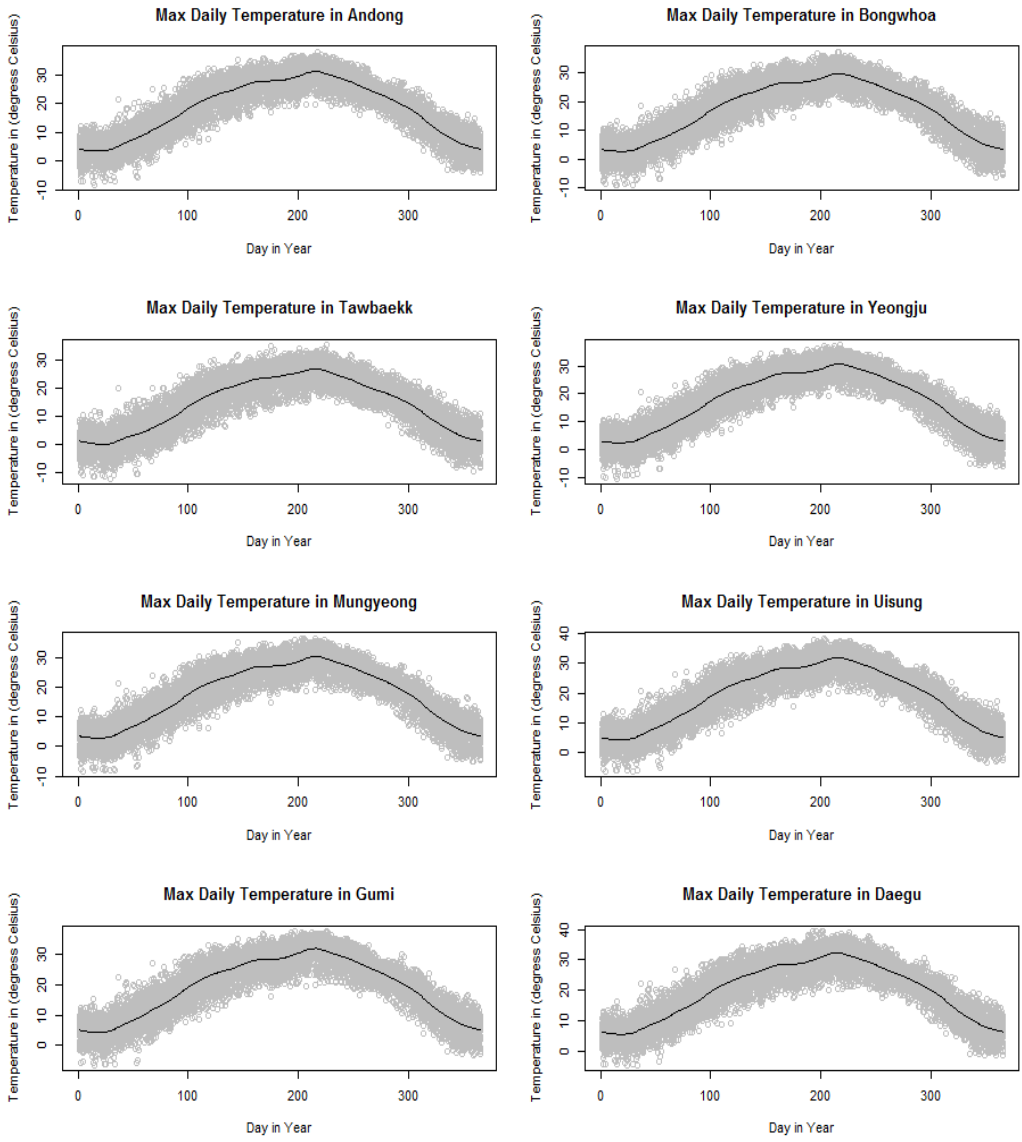 Max Daily Temperature in Andong
Temperature in (degress Celsius)
30
20
10
0
-10
0
100
200
300
Day in Year
Max Daily Temperature in Bongwhoa
Temperature in (degress Celsius)
30
20
10
0
-10
0
100
200
300
Day in Year
Max Daily Temperature in Tawbaekk
Temperature in (degress Celsius)
30
20
10
0
-10
0
100
200
300
Day in Year
Max Daily Temperature in Yeongju
Temperature in (degress Celsius)
30
20
10
0
-10
0
100
200
300
Day in Year
Max Daily Temperature in Mungyeong
Temperature in (degress Celsius)
30
20
10
0
-10
0
100
200
300
Day in Year
Max Daily Temperature in Uisung
Temperature in (degress Celsius)
40
30
20
10
0
0
100
200
300
Day in Year
Max Daily Temperature in Gumi
Temperature in (degress Celsius)
30
20
10
0
0
100
200
300
Day in Year
Max Daily Temperature in Daegu
Temperature in (degress Celsius)
40
30
20
10
0
0
100
200
300
Day in Year